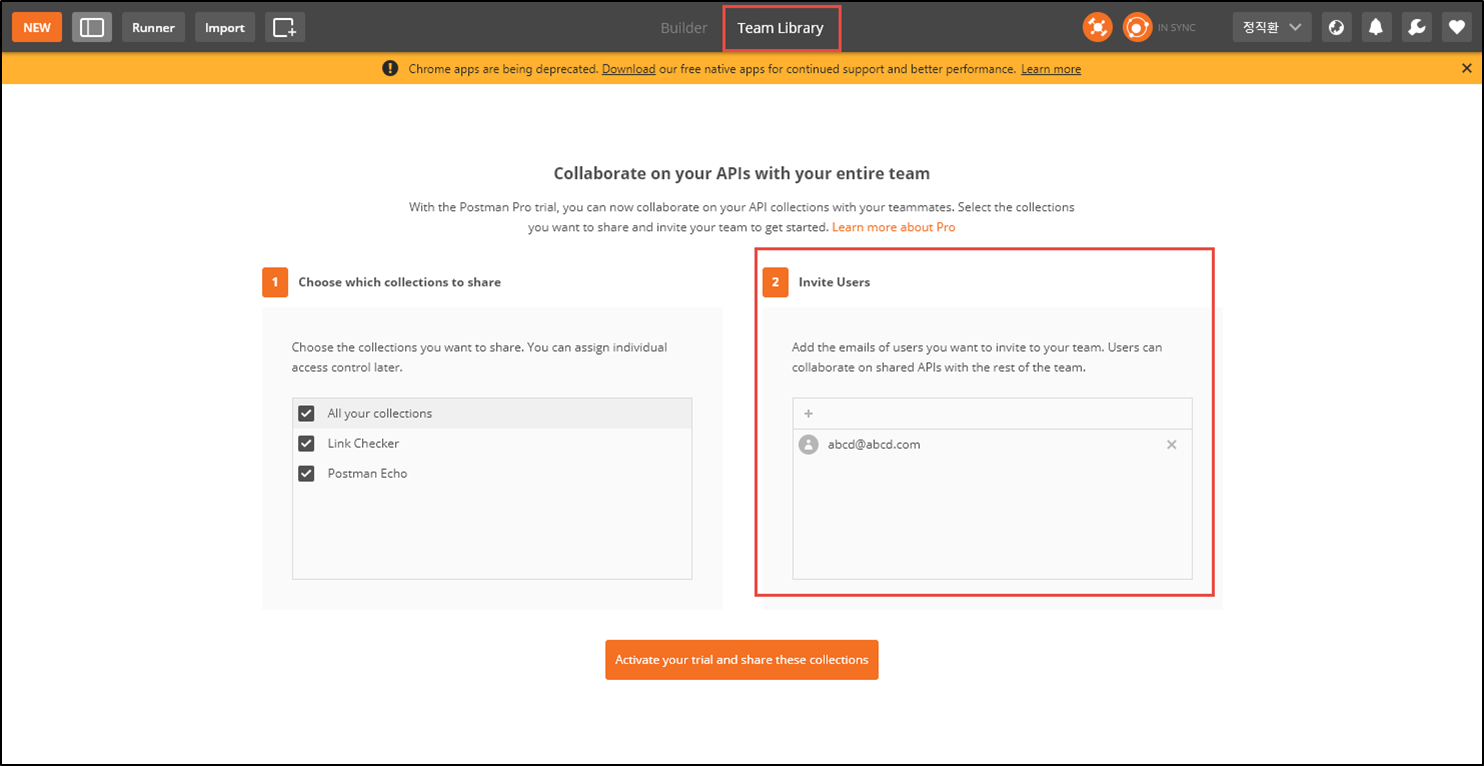 NEW Runner Import Builder Team Library IN SYNC 정직환
Chrome apps are being deprecated. Download our free native apps for continued support and better performance. Learn more
Collaborate on your APIs with your entire team
With the Postman Pro trial, you can now collaborate on your API collections with your teammates. Select the collections
you want to share and invite your team to get started. Learn more about Pro
1 Choose which collections to share
Choose the collections you want to share. You can assign individual
access control later.
All your collections
Link Checker
Postman Echo
2 Invite Users
Add the emails of users you want to invite to your team. Users can
collaborate on shared APIs with the rest of the team.
abcd@abcd.com
Activate your trial and share these collections